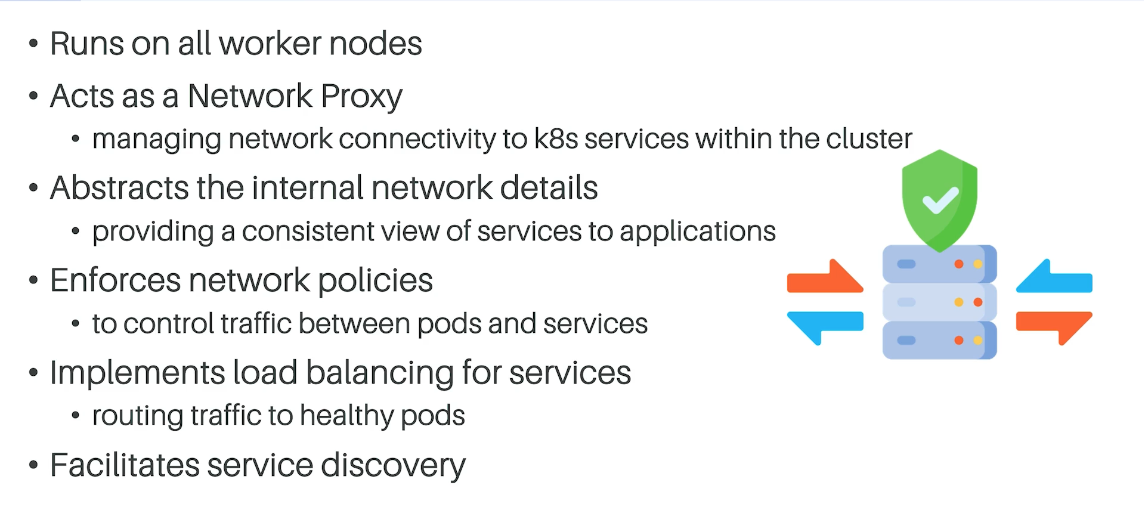 • Runs on all worker nodes
• Acts as a Network Proxy
• managing network connectivity to k8s services within the cluster
• Abstracts the internal network details
• providing a consistent view of services to applications
• Enforces network policies
• to control traffic between pods and services
• Implements load balancing for services
• routing traffic to healthy pods
• Facilitates service discovery